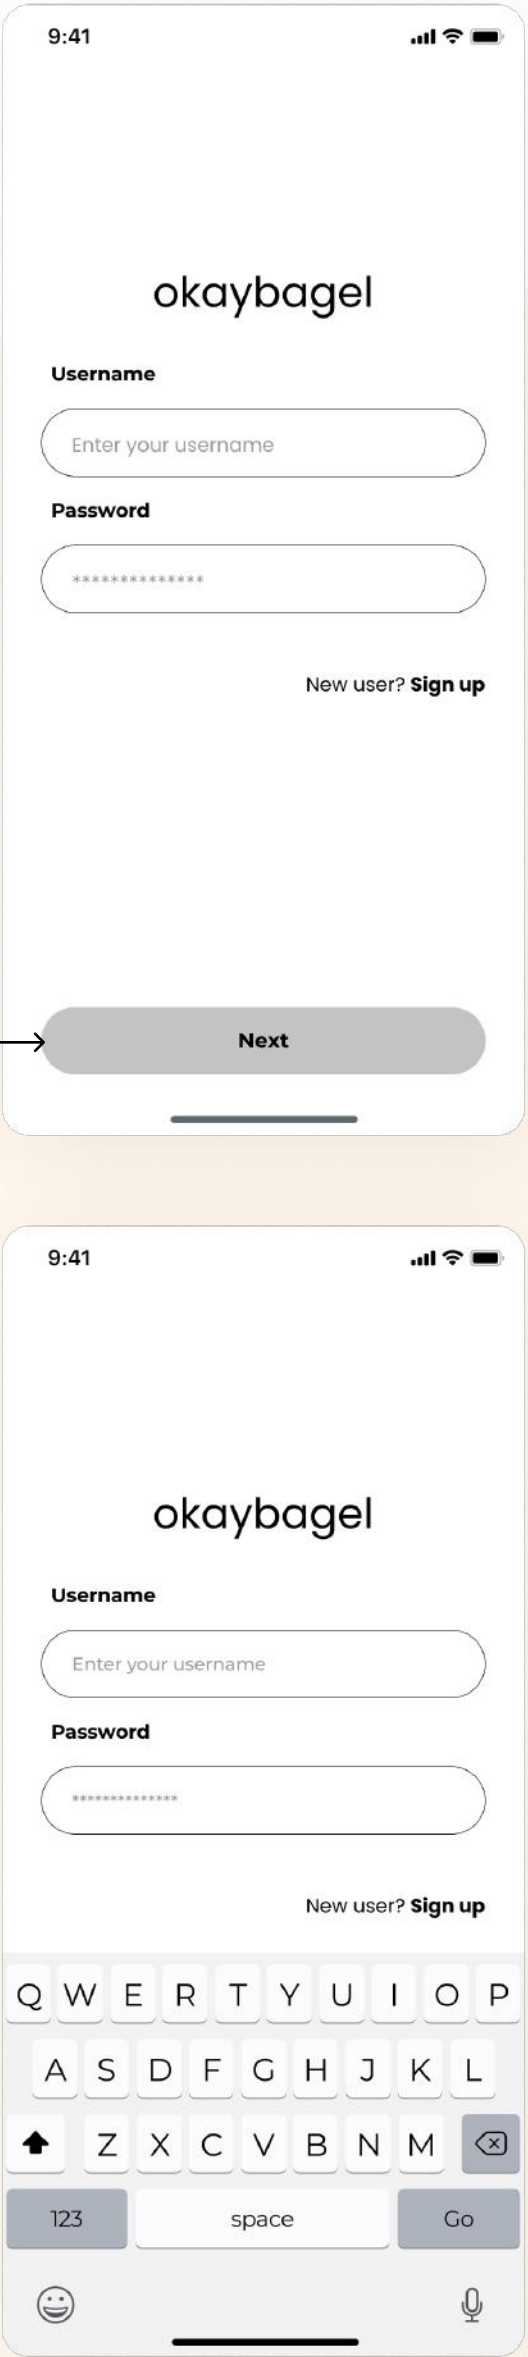 9:41
okaybagel
Username
Enter your username
Password
**************
New user? Sign up
Next
9:41
okaybagel
Username
Enter your username
Password
**************
New user? Sign up
Q W E R T Y U I O P
A S D F G H J K L
Z X C V B N M
123 space Go